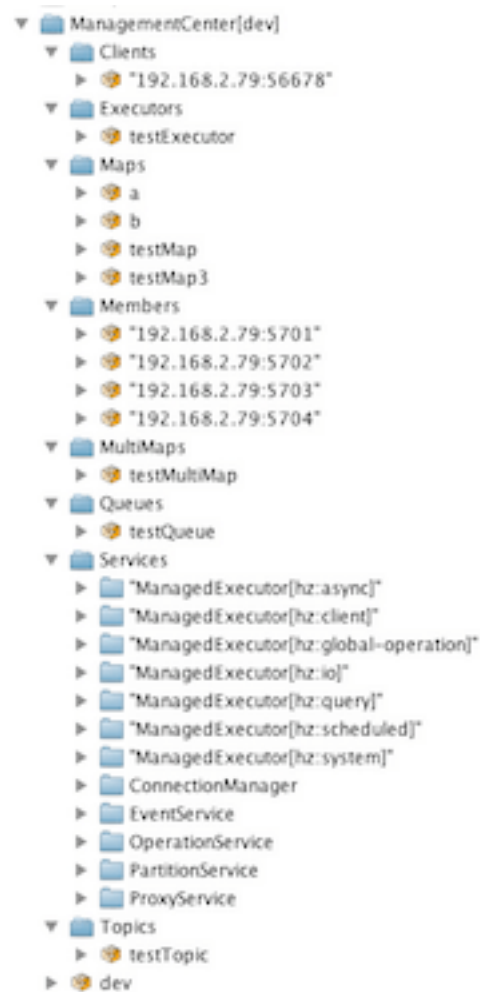 ManagementCenter[dev]
Clients
"192.168.2.79:56678"
Executors
testExecutor
Maps
a
b
testMap
testMap3
Members
"192.168.2.79:5701"
"192.168.2.79:5702"
"192.168.2.79:5703"
"192.168.2.79:5704"
MultiMaps
testMultiMap
Queues
testQueue
Services
"ManagedExecutor[hz:async]"
"ManagedExecutor[hz:client]"
"ManagedExecutor[hz:global-operation]"
"ManagedExecutor[hz:io]"
"ManagedExecutor[hz:query]"
"ManagedExecutor[hz:scheduled]"
"ManagedExecutor[hz:system]"
ConnectionManager
EventService
OperationService
PartitionService
ProxyService
Topics
testTopic
dev